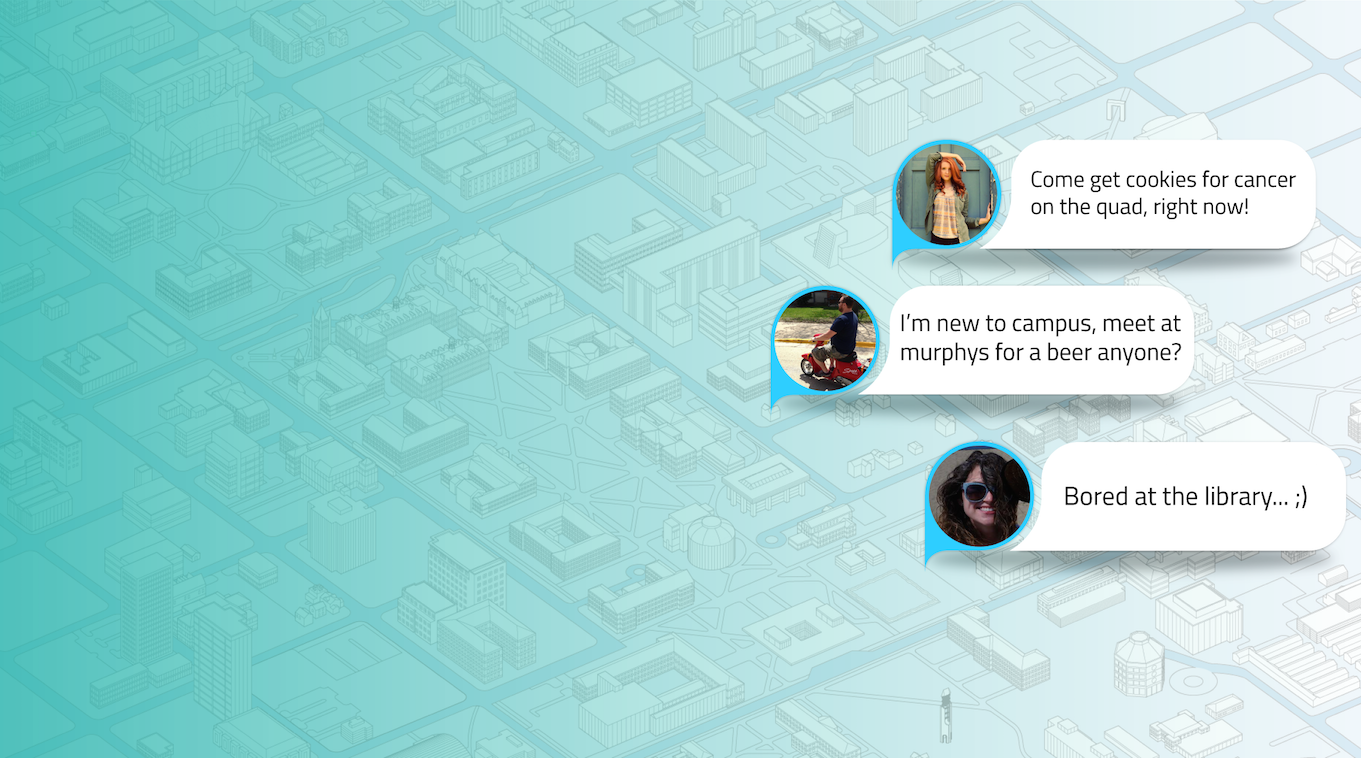 Come get cookies for cancer
on the quad, right now!
I'm new to campus, meet at
murphys for a beer anyone?
Bored at the library... ;)